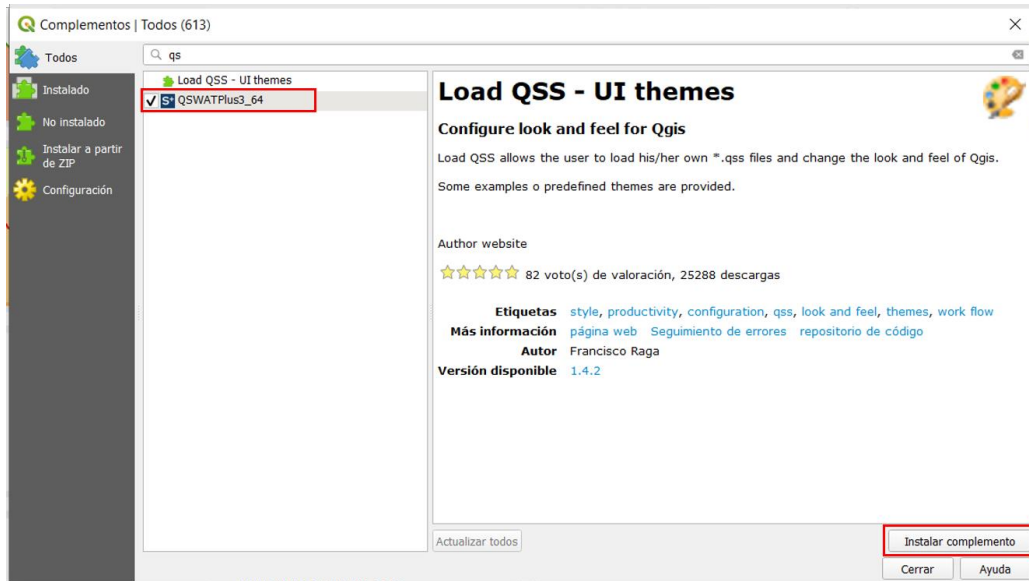 Complementos | Todos (613)
Todos
qs
Instalado
No instalado
Instalar a partir
de ZIP
Configuración
Load QSS - UI themes
S+ QSWATPlus3_64
Load QSS - UI themes
Configure look and feel for Qgis
Load QSS allows the user to load his/her own *.qss files and change the look and feel of Qgis.
Some examples o predefined themes are provided.
Author website
82 voto(s) de valoración, 25288 descargas
Etiquetas style, productivity, configuration, qss, look and feel, themes, work flow
Más información página web Seguimiento de errores repositorio de código
Autor Francisco Raga
Versión disponible 1.4.2
Actualizar todos
Instalar complemento
Cerrar
Ayuda